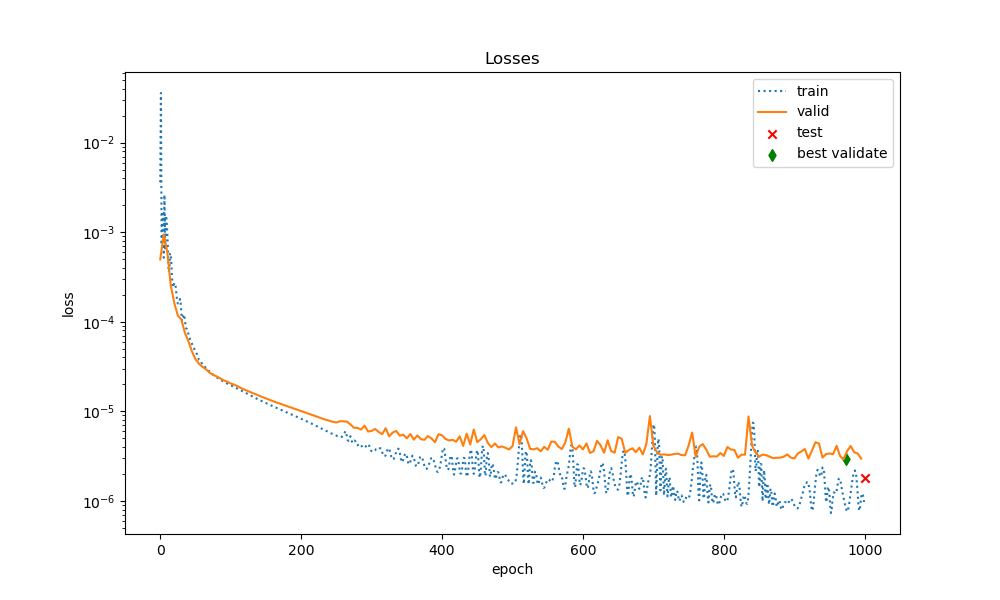 Losses
train
valid
test
best validate
10⁻²
10⁻³
10⁻⁴
10⁻⁵
10⁻⁶
loss
0 200 400 600 800 1000
epoch